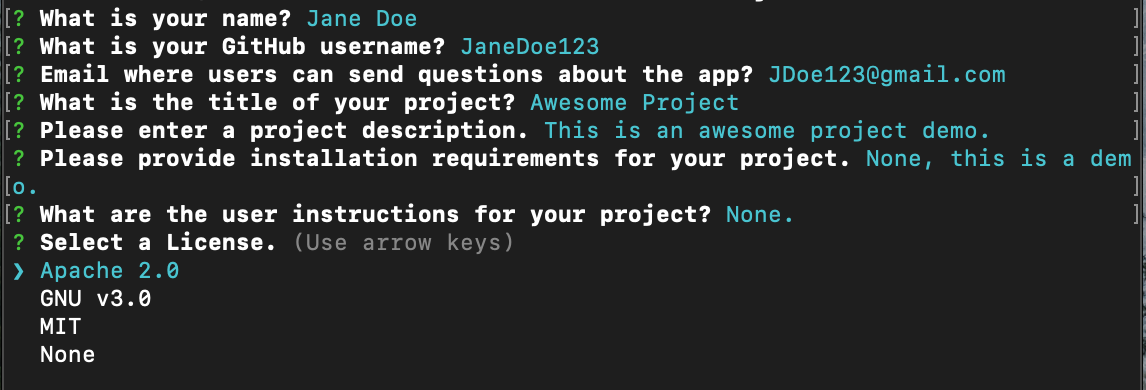 ? What is your name? Jane Doe
? What is your GitHub username? JaneDoe123
? Email where users can send questions about the app? JDoe123@gmail.com
? What is the title of your project? Awesome Project
? Please enter a project description. This is an awesome project demo.
? Please provide installation requirements for your project. None, this is a dem
o.
? What are the user instructions for your project? None.
? Select a License. (Use arrow keys)
❯ Apache 2.0
GNU v3.0
MIT
None